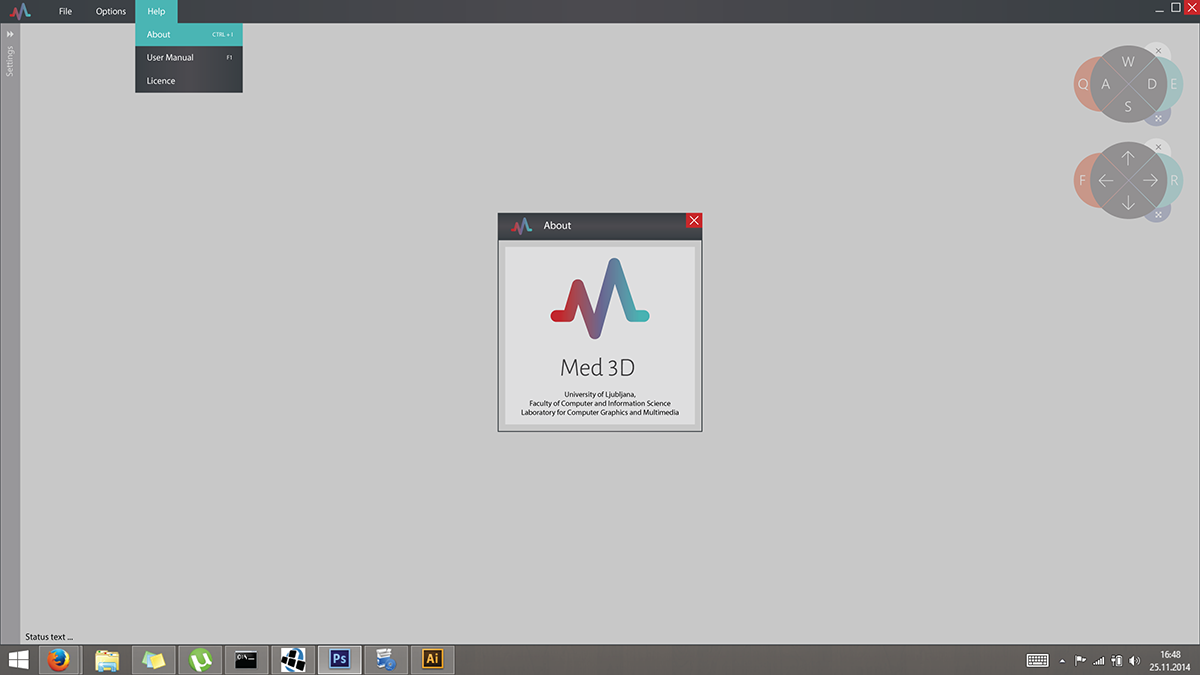 File Options Help
About CTRL + I
User Manual F1
Licence
Settings
W
Q A D E
S
F R
About
Med 3D
University of Ljubljana,
Faculty of Computer and Information Science
Laboratory for Computer Graphics and Multimedia
Status text ...
C:\_
Ps
Ai
16:48
25.11.2014